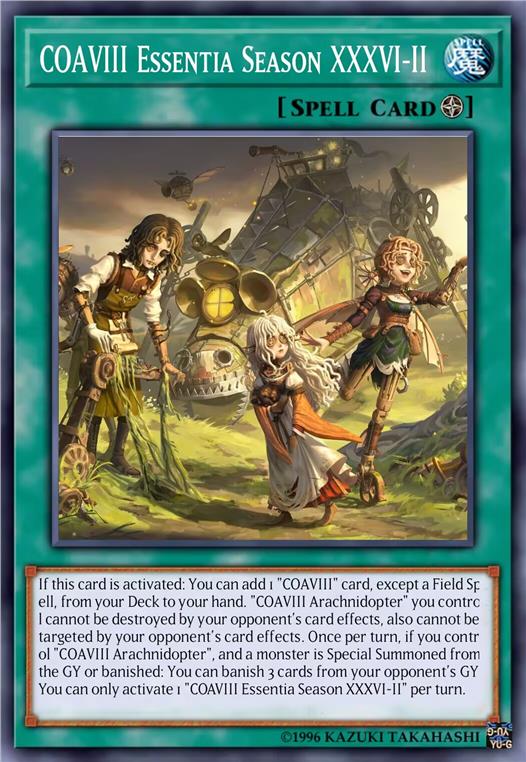 COAVIII Essentia Season XXXVI-II
SPELL
魔
[Spell Card]
If this card is activated: You can add 1 "COAVIII" card, except a Field Sp
ell, from your Deck to your hand. "COAVIII Arachnidopter" you contro
l cannot be destroyed by your opponent's card effects, also cannot be
targeted by your opponent's card effects. Once per turn, if you contr
ol "COAVIII Arachnidopter", and a monster is Special Summoned from
the GY or banished: You can banish 3 cards from your opponent's GY
You can only activate 1 "COAVIII Essentia Season XXXVI-II" per turn.
©1996 KAZUKI TAKAHASHI
YU-G